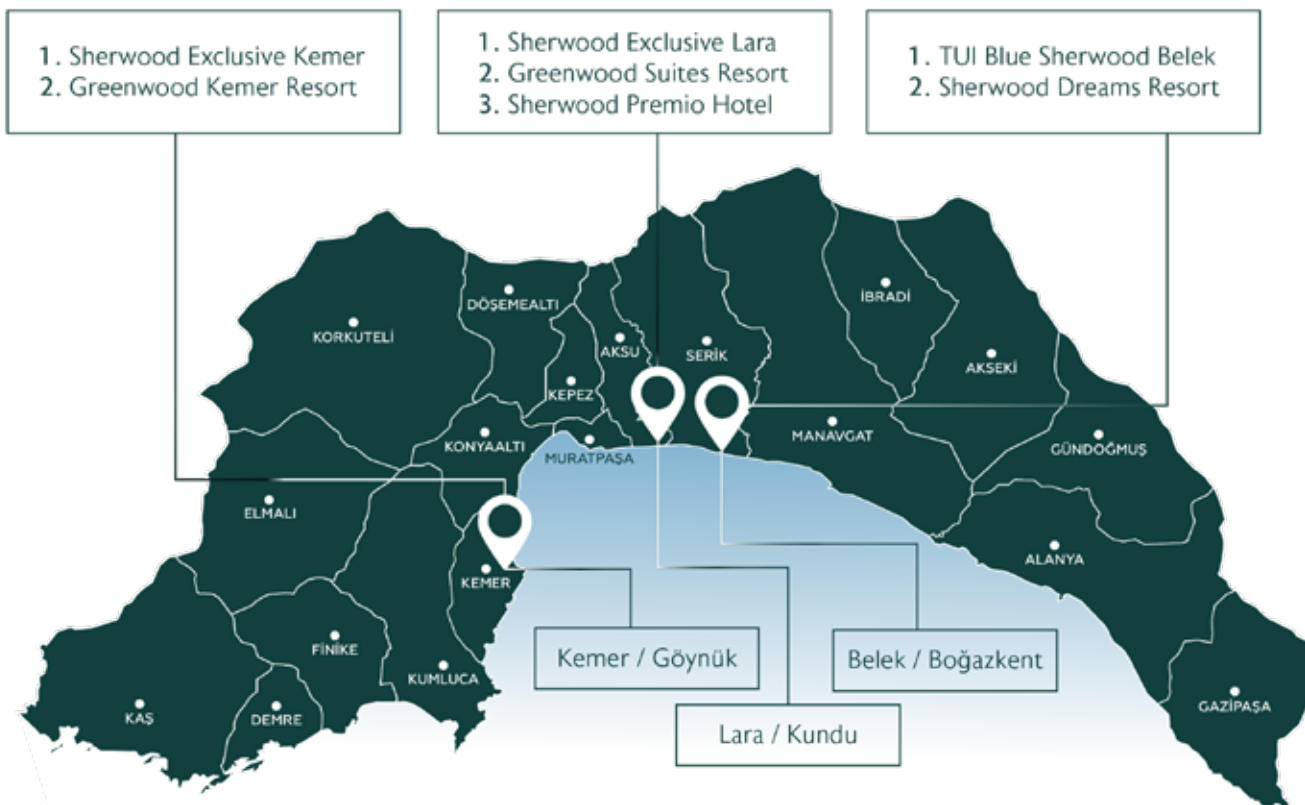 1. Sherwood Exclusive Kemer
2. Greenwood Kemer Resort
1. Sherwood Exclusive Lara
2. Greenwood Suites Resort
3. Sherwood Premio Hotel
1. TUI Blue Sherwood Belek
2. Sherwood Dreams Resort
KORKUTELİ
DÖŞEMEALTI
KEPEZ
AKSU
SERİK
İBRADİ
AKSEKİ
GÜNDOĞMUŞ
MANAVGAT
KONYAALTI
MURATPAŞA
ELMALI
KEMER
ALANYA
FİNİKE
KUMLUCA
KAŞ
DEMRE
GAZİPAŞA
Kemer / Göynük
Belek / Boğazkent
Lara / Kundu